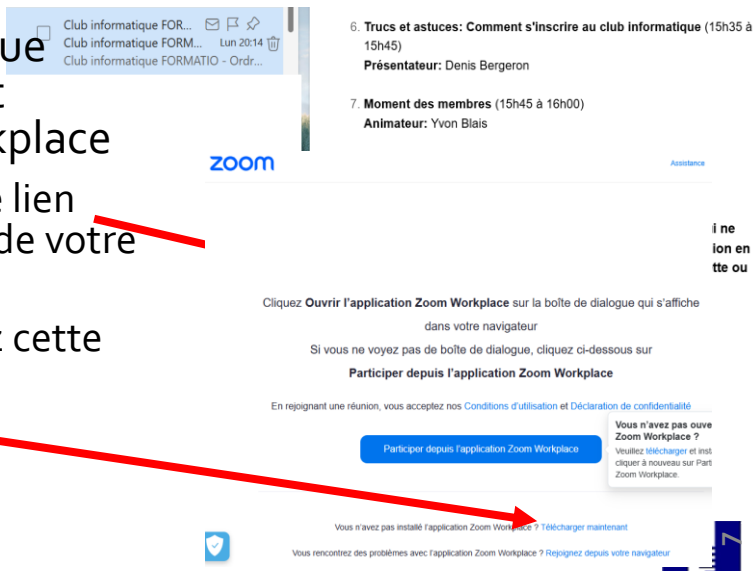 ue
t
kplace
e lien
de votre
z cette
Club informatique FOR...
Club informatique FORM... Lun 20:14
Club informatique FORMATIO - Ordr...
6. Trucs et astuces: Comment s'inscrire au club informatique (15h35 à
15h45)
Présentateur: Denis Bergeron
7. Moment des membres (15h45 à 16h00)
Animateur: Yvon Blais
zoom
Assistance
i ne
ion en
tte ou
Cliquez Ouvrir l'application Zoom Workplace sur la boîte de dialogue qui s'affiche
dans votre navigateur
Si vous ne voyez pas de boîte de dialogue, cliquez ci-dessous sur
Participer depuis l'application Zoom Workplace
En rejoignant une réunion, vous acceptez nos Conditions d'utilisation et Déclaration de confidentialité
Participer depuis l'application Zoom Workplace
Vous n'avez pas ouve
Zoom Workplace ?
Veuillez télécharger et inst
cliquer à nouveau sur Part
Zoom Workplace.
Vous n'avez pas installé l'application Zoom Workplace ? Télécharger maintenant
Vous rencontrez des problèmes avec l'application Zoom Workplace ? Rejoignez depuis votre navigateur
7